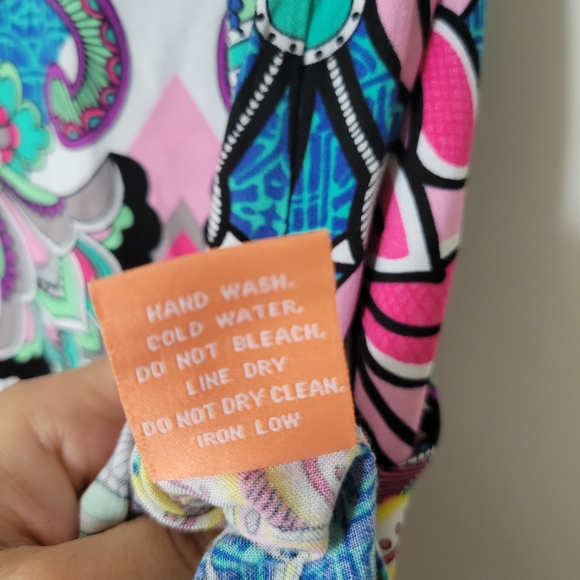 HAND WASH.
COLD WATER.
DO NOT BLEACH.
LINE DRY
DO NOT DRY CLEAN.
IRON LOW